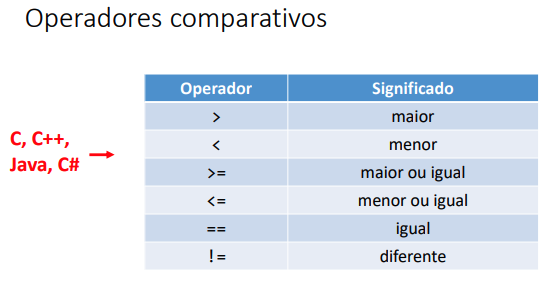 Operadores comparativos
C, C++,
Java, C#
Operador Significado
> maior
< menor
>= maior ou igual
<= menor ou igual
== igual
!= diferente